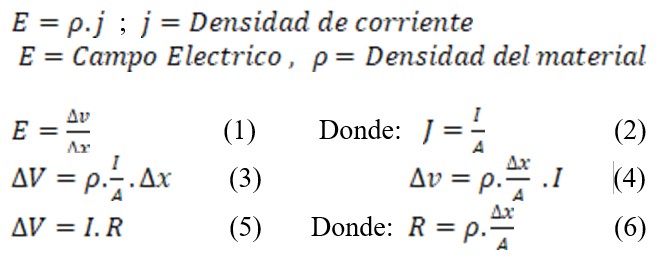 E = ρ.j ; j = Densidad de corriente
E = Campo Electrico , ρ = Densidad del material
E = Δv/Δx (1) Donde: J = I/A (2)
ΔV = ρ.I/A.Δx (3) Δv = ρ.Δx/A .I (4)
ΔV = I.R (5) Donde: R = ρ.Δx/A (6)